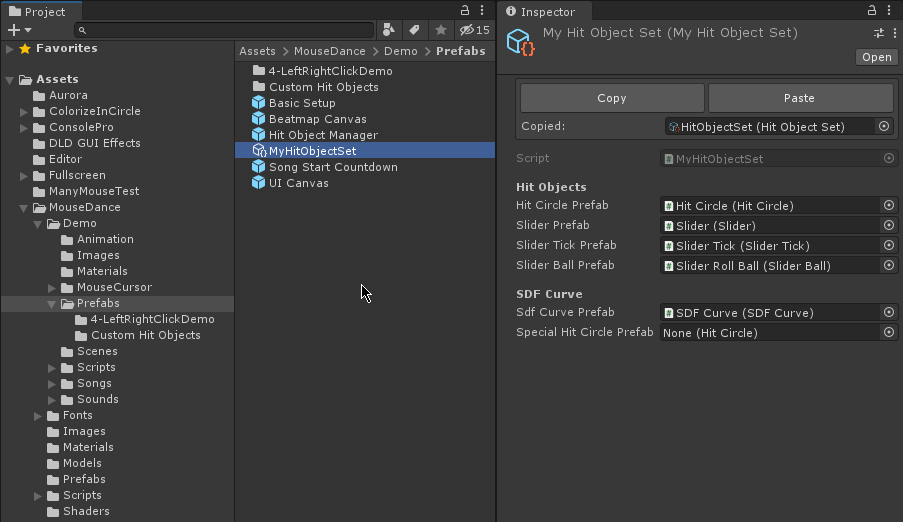 Project
15
Favorites
Assets
Aurora
ColorizeInCircle
ConsolePro
DLD GUI Effects
Editor
Fullscreen
ManyMouseTest
MouseDance
Demo
Animation
Images
Materials
MouseCursor
Prefabs
4-LeftRightClickDemo
Custom Hit Objects
Scenes
Scripts
Songs
Sounds
Fonts
Images
Materials
Models
Prefabs
Scripts
Shaders
Assets > MouseDance > Demo > Prefabs
4-LeftRightClickDemo
Custom Hit Objects
Basic Setup
Beatmap Canvas
Hit Object Manager
MyHitObjectSet
Song Start Countdown
UI Canvas
Inspector
My Hit Object Set (My Hit Object Set)
Open
Copy Paste
Copied: HitObjectSet (Hit Object Set)
Script # MyHitObjectSet
Hit Objects
Hit Circle Prefab # Hit Circle (Hit Circle)
Slider Prefab # Slider (Slider)
Slider Tick Prefab # Slider Tick (Slider Tick)
Slider Ball Prefab # Slider Roll Ball (Slider Ball)
SDF Curve
Sdf Curve Prefab # SDF Curve (SDF Curve)
Special Hit Circle Prefab None (Hit Circle)